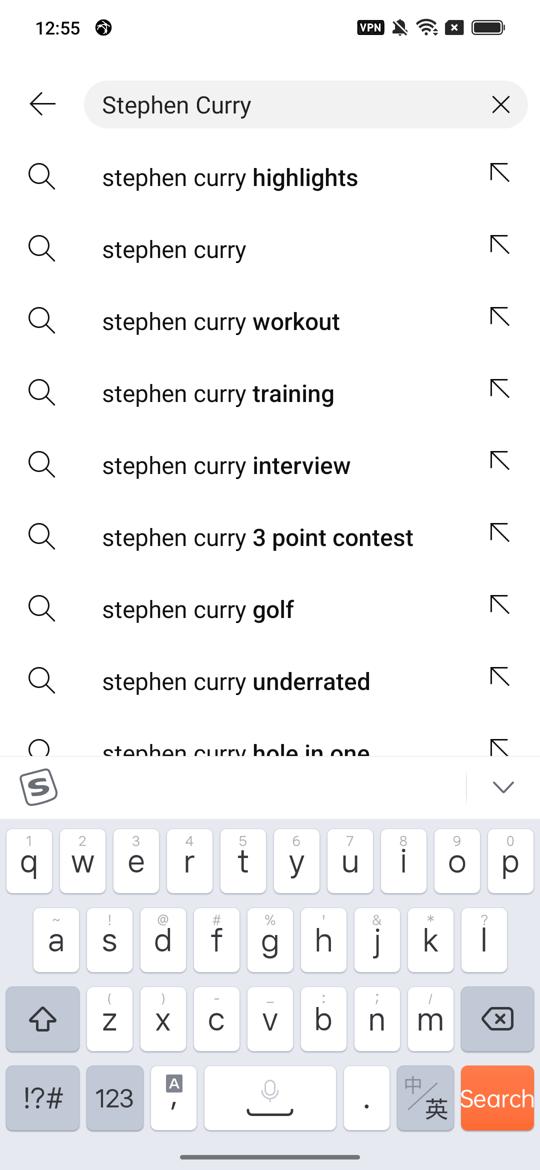 12:55 VPN
Stephen Curry
stephen curry highlights
stephen curry
stephen curry workout
stephen curry training
stephen curry interview
stephen curry 3 point contest
stephen curry golf
stephen curry underrated
stephen curry hole in one
S
1 2 3 4 5 6 7 8 9 0
q w e r t y u i o p
~ ! @ # % ' & * ?
a s d f g h j k l
( ) - _ : ; /
z x c v b n m
!?# 123 A , . 中/英 Search